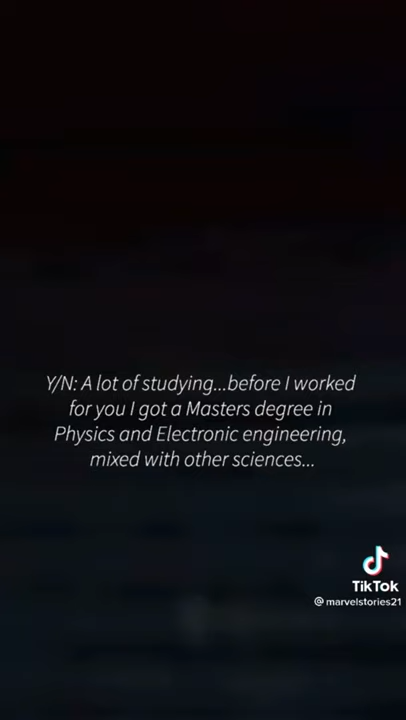 Y/N: A lot of studying...before I worked
for you I got a Masters degree in
Physics and Electronic engineering,
mixed with other sciences...
TikTok
@marvelstories21